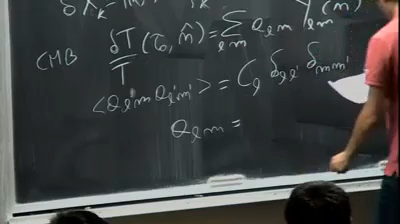 δλ_k =
CMB δT/T (τ₀, n̂) = Σ_{ℓm} a_{ℓm} Y_{ℓm}(n̂)
<a_{ℓm} a_{ℓ'm'}> = C_ℓ δ_{ℓℓ'} δ_{mm'}
a_{ℓm} =